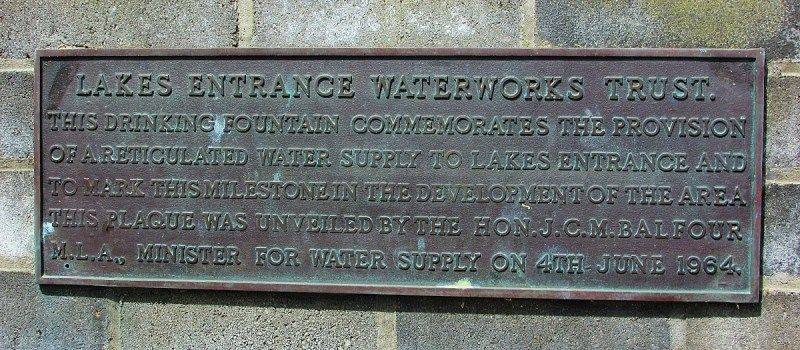 LAKES ENTRANCE WATERWORKS TRUST.
THIS DRINKING FOUNTAIN COMMEMORATES THE PROVISION
OF A RETICULATED WATER SUPPLY TO LAKES ENTRANCE AND
TO MARK THIS MILESTONE IN THE DEVELOPMENT OF THE AREA
THIS PLAQUE WAS UNVEILED BY THE HON. J.C.M. BALFOUR
M.L.A., MINISTER FOR WATER SUPPLY ON 4TH JUNE 1964.